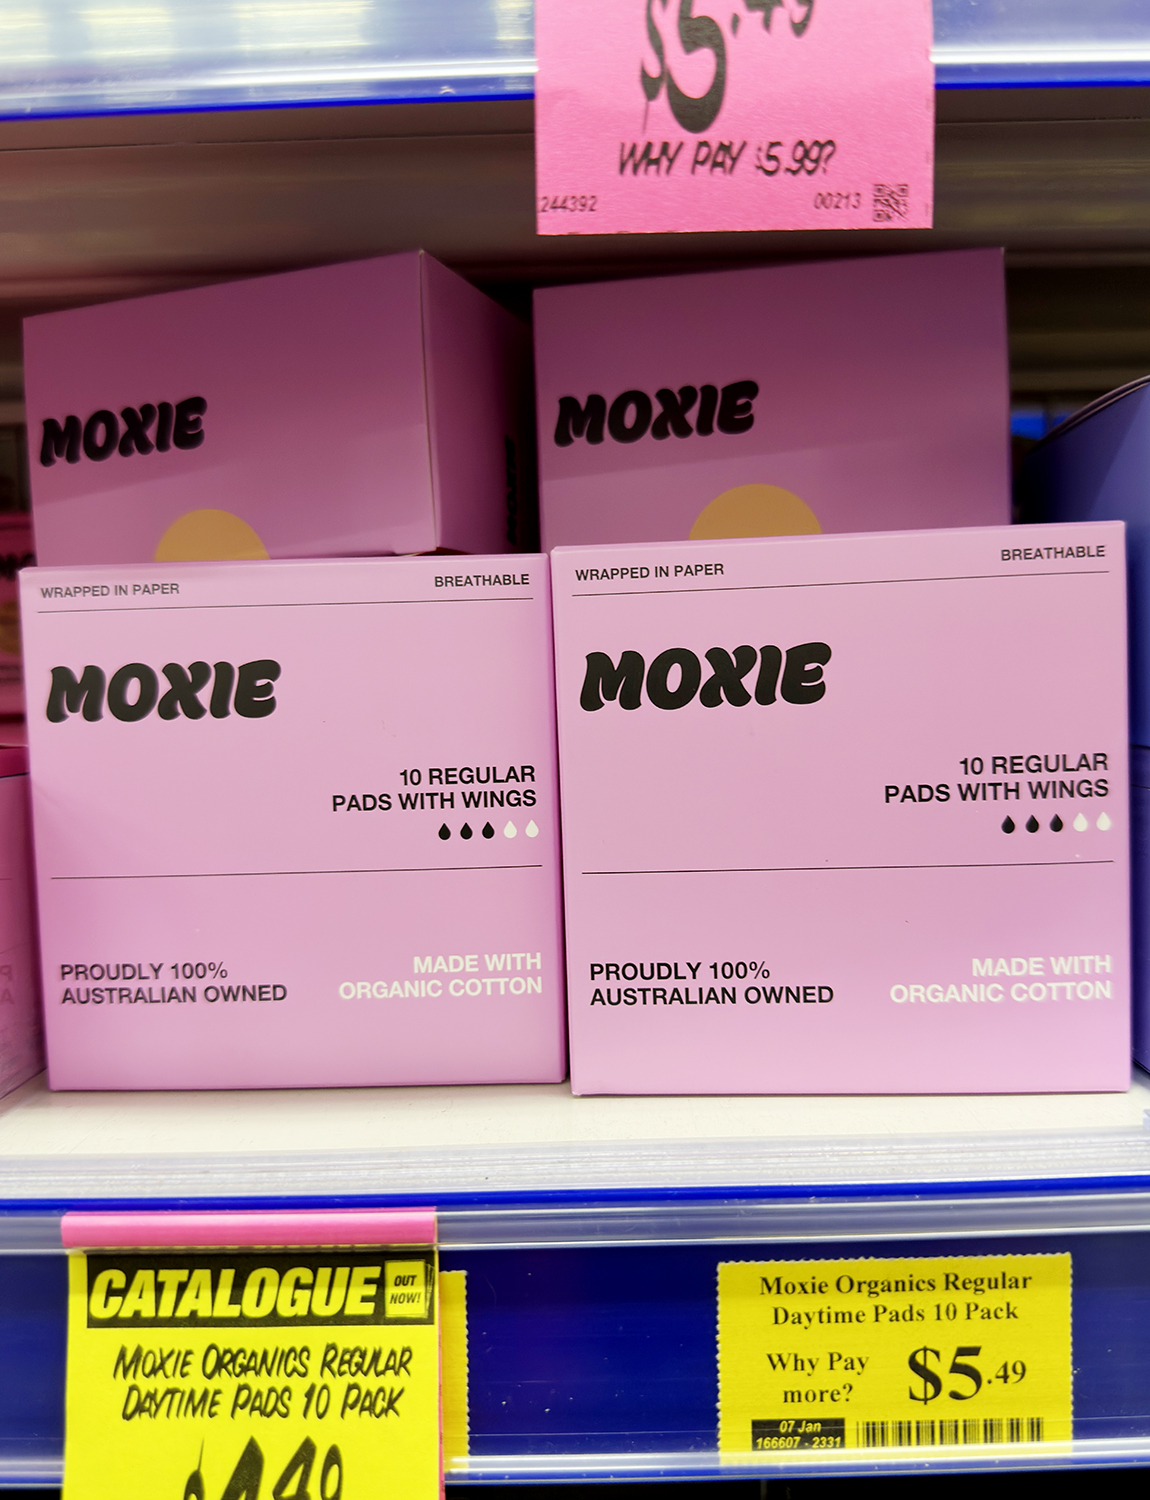 $5.49
WHY PAY $5.99?
244392
00213
MOXIE
MOXIE
WRAPPED IN PAPER
BREATHABLE
MOXIE
10 REGULAR
PADS WITH WINGS
PROUDLY 100%
AUSTRALIAN OWNED
MADE WITH
ORGANIC COTTON
WRAPPED IN PAPER
BREATHABLE
MOXIE
10 REGULAR
PADS WITH WINGS
PROUDLY 100%
AUSTRALIAN OWNED
MADE WITH
ORGANIC COTTON
CATALOGUE
OUT
NOW!
MOXIE ORGANICS REGULAR
DAYTIME PADS 10 PACK
Moxie Organics Regular
Daytime Pads 10 Pack
Why Pay
more?
$5.49
07 Jan
166607 - 2331